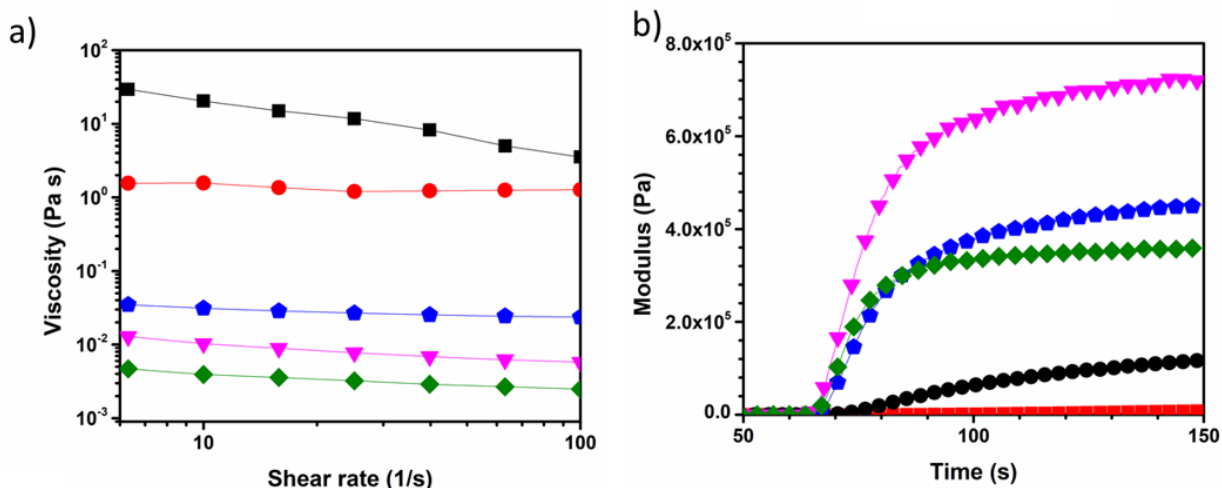 a)
Viscosity (Pa s)
10²
10¹
10⁰
10⁻¹
10⁻²
10⁻³
10
100
Shear rate (1/s)
b)
Modulus (Pa)
8.0x10⁵
6.0x10⁵
4.0x10⁵
2.0x10⁵
0.0
50
100
150
Time (s)